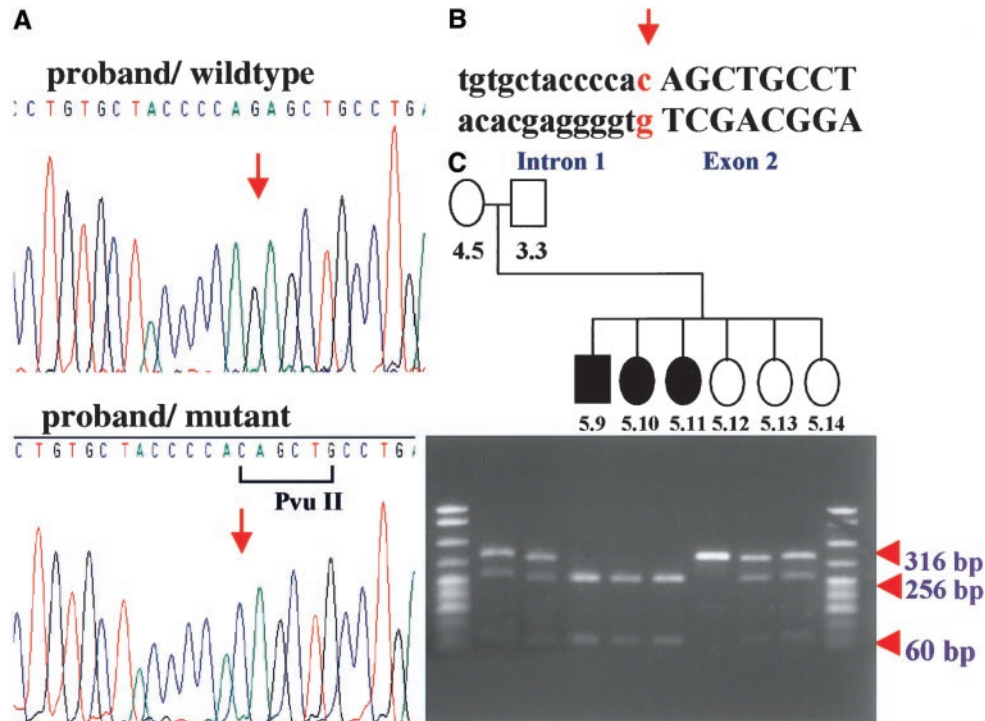 A
proband/ wildtype
C C T G T G C T A C C C C A G A G C T G C C T G A
proband/ mutant
C T G T G C T A C C C C A C A G C T G C C T G A
Pvu II
B
tgtgctaccccac AGCTGCCT
acacgaggggtg TCGACGGA
Intron 1 Exon 2
C
4.5 3.3
5.9 5.10 5.11 5.12 5.13 5.14
316 bp
256 bp
60 bp